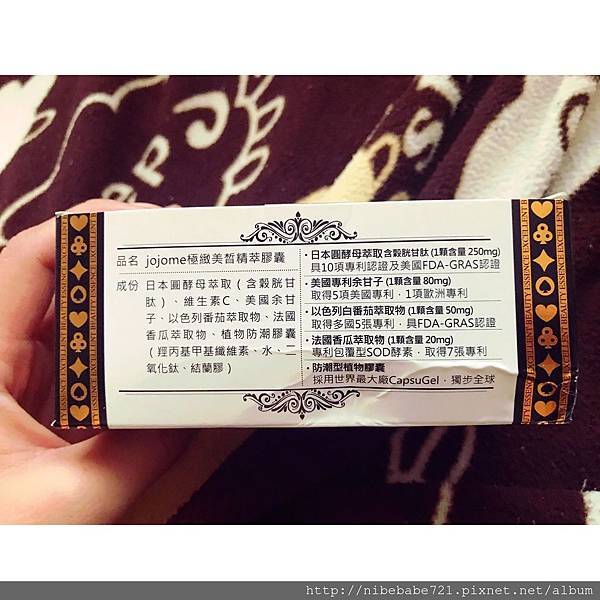 品名 jojome極緻美皙精萃膠囊
成份 日本圓酵母萃取(含穀胱甘
肽)、維生素C、美國余甘
子、以色列番茄萃取物、法國
香瓜萃取物、植物防潮膠囊
(羥丙基甲基纖維素、水、二
氧化鈦、結蘭膠)
・日本圓酵母萃取含穀胱甘肽(1顆含量 250mg)
具10項專利認證及美國FDA-GRAS認證
・美國專利余甘子(1顆含量 80mg)
取得5項美國專利，1項歐洲專利
・以色列白番茄萃取物(1顆含量 50mg)
取得多國5張專利，具FDA-GRAS認證
・法國香瓜萃取物(1顆含量 20mg)
專利包覆型SOD酵素，取得7張專利
・防潮型植物膠囊
採用世界最大廠CapsuGel，獨步全球
BEAUTY ESSENCE EXCELLENT
BEAUTY ESSENCE EXCELLENT
http://nibebabe721.pixnet.net/album